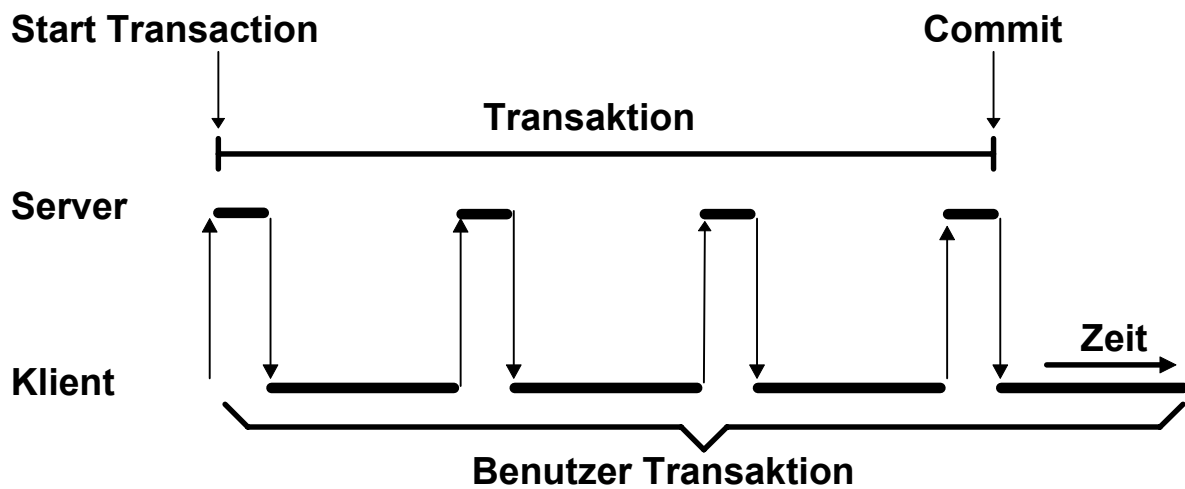 Start Transaction
Commit
Transaktion
Server
Zeit
Klient
Benutzer Transaktion